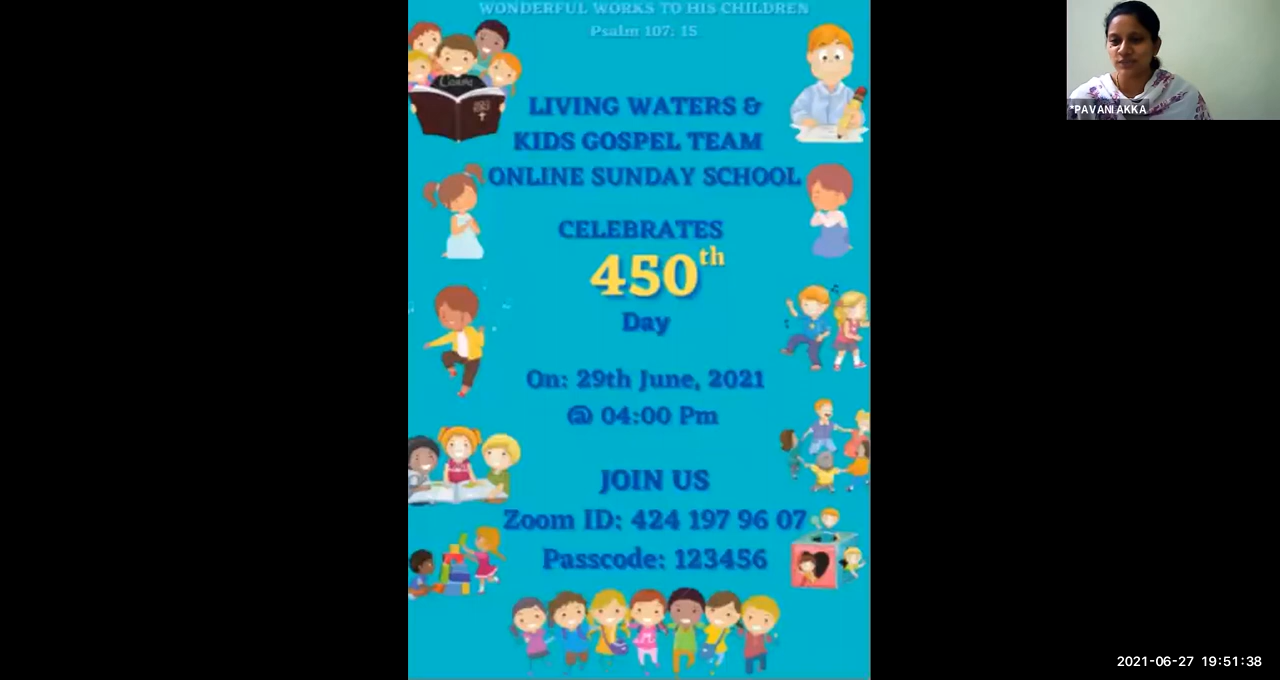 WONDERFUL WORKS TO HIS CHILDREN
Psalm 107: 15
LIVING WATERS &
KIDS GOSPEL TEAM
ONLINE SUNDAY SCHOOL
CELEBRATES
450th
Day
On: 29th June, 2021
@ 04:00 Pm
JOIN US
Zoom ID: 424 197 96 07
Passcode: 123456
*PAVANI AKKA
2021-06-27 19:51:38